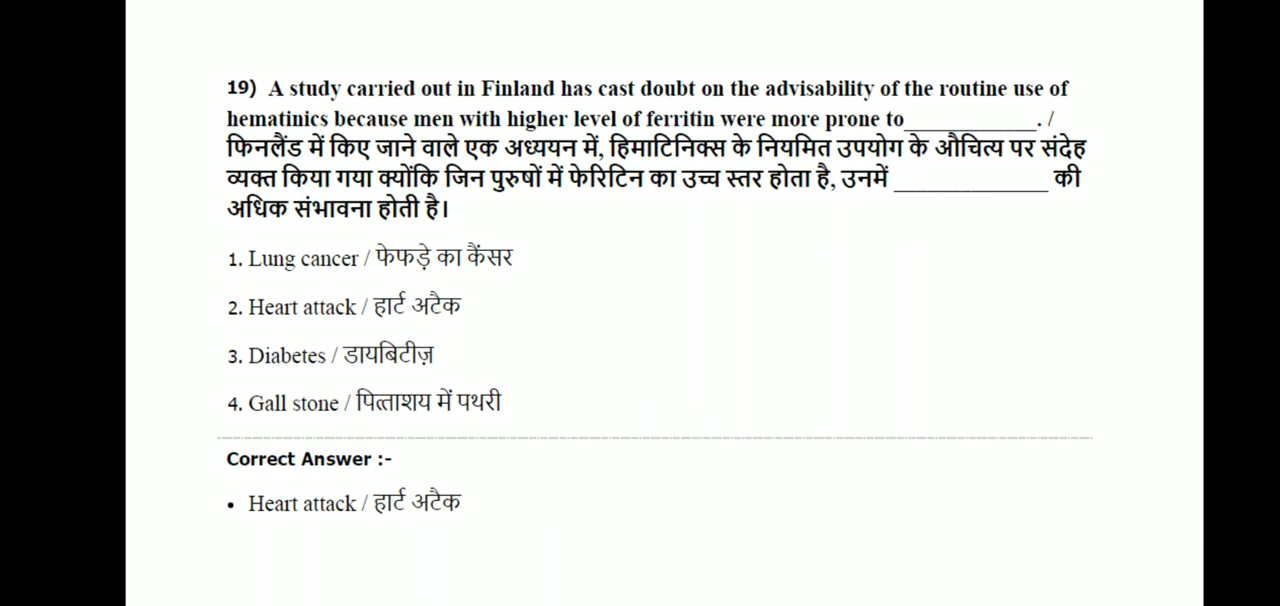 19) A study carried out in Finland has cast doubt on the advisability of the routine use of
hematinics because men with higher level of ferritin were more prone to____________. /
फिनलैंड में किए जाने वाले एक अध्ययन में, हिमाटिनिक्स के नियमित उपयोग के औचित्य पर संदेह
व्यक्त किया गया क्योंकि जिन पुरुषों में फेरिटिन का उच्च स्तर होता है, उनमें ______________ की
अधिक संभावना होती है।
1. Lung cancer / फेफड़े का कैंसर
2. Heart attack / हार्ट अटैक
3. Diabetes / डायबिटीज़
4. Gall stone / पित्ताशय में पथरी
Correct Answer :-
• Heart attack / हार्ट अटैक